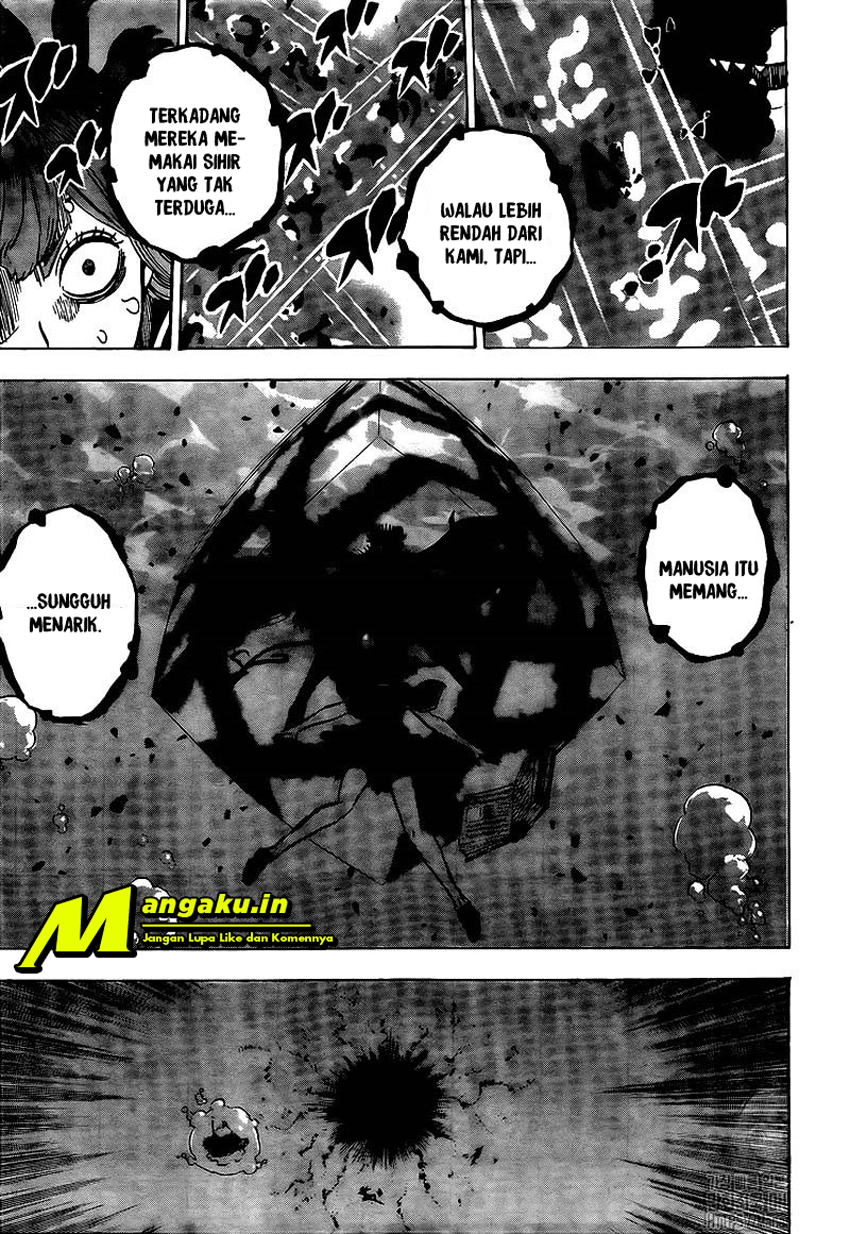 WALAU LEBIH
RENDAH DARI
KAMI, TAPI...
TERKADANG
MEREKA ME-
MAKAI SIHIR
YANG TAK
TERDUGA...
MANUSIA ITU
MEMANG...
...SUNGGUH
MENARIK.
Mangaku.in
Jangan Lupa Like dan Komennya